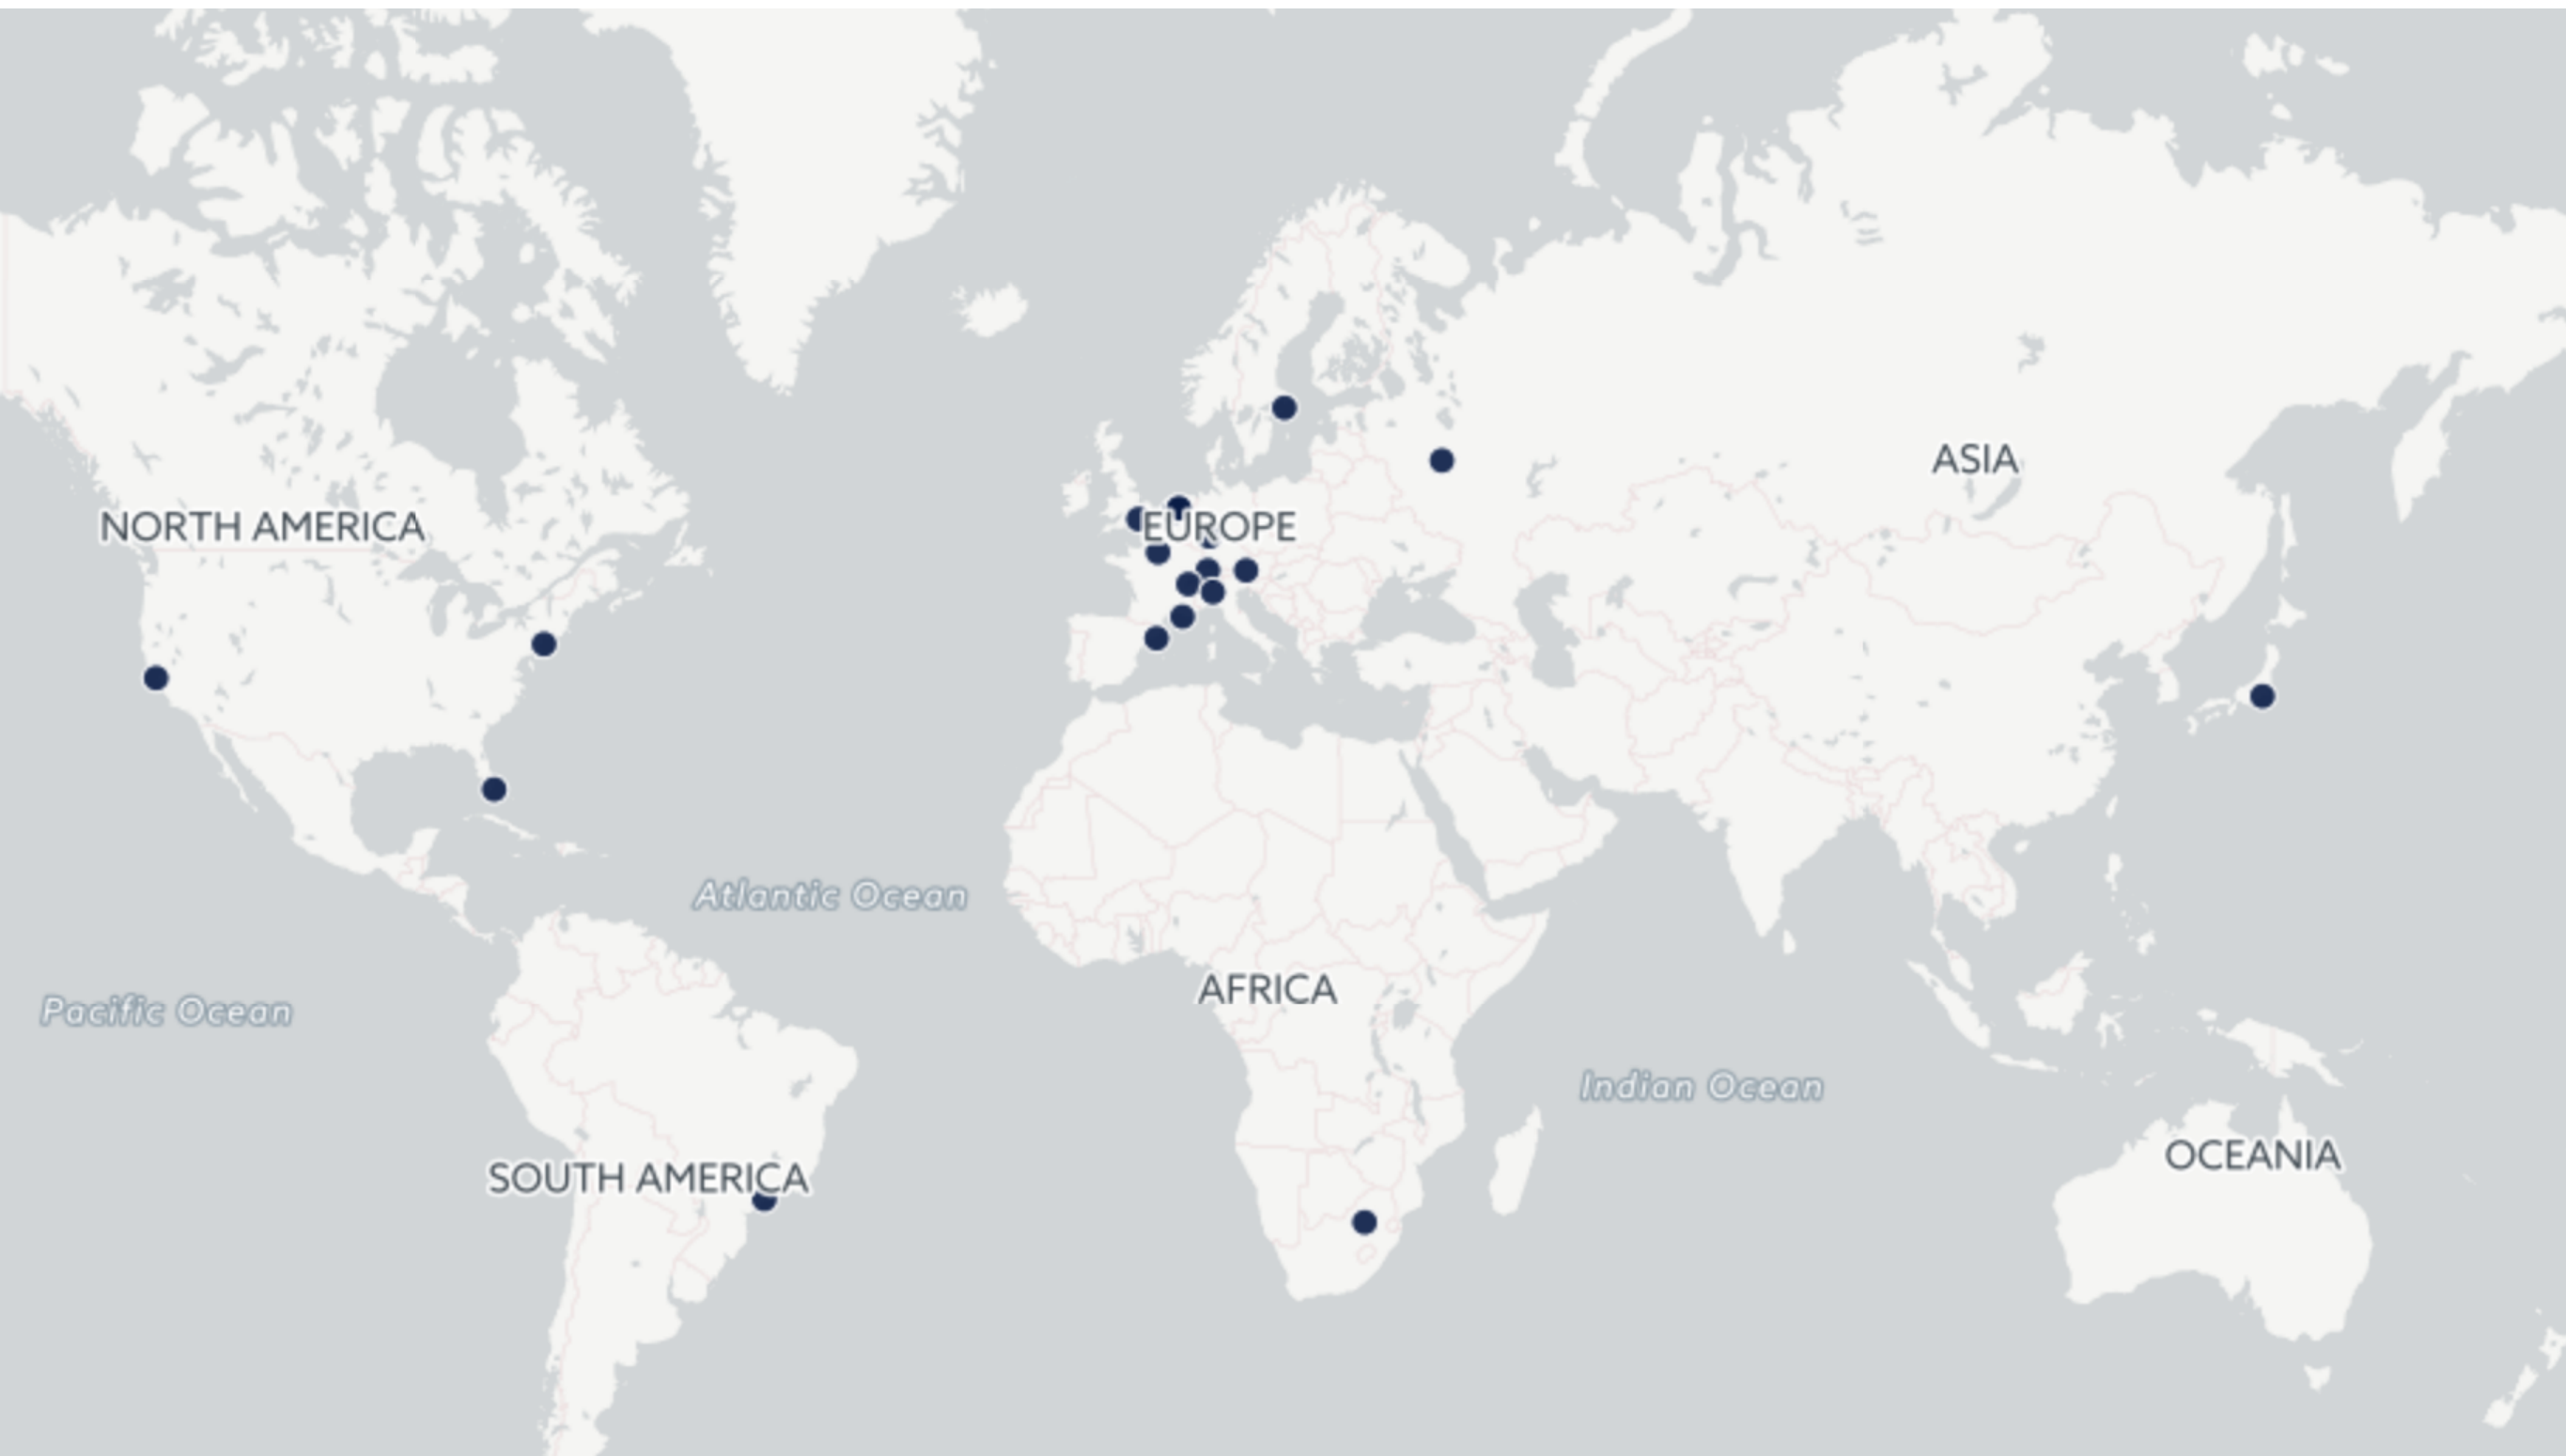 ASIA
NORTH AMERICA
EUROPE
Atlantic Ocean
AFRICA
Pacific Ocean
Indian Ocean
OCEANIA
SOUTH AMERICA